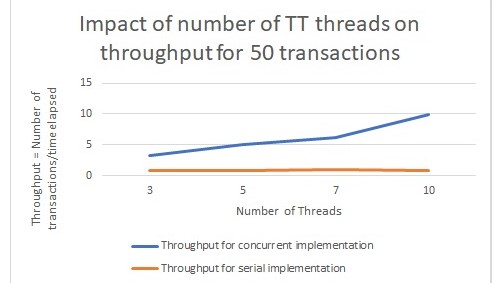 Impact of number of TT threads on
throughput for 50 transactions
Throughput = Number of
transactions/time elapsed
15
10
5
0
3 5 7 10
Number of Threads
Throughput for concurrent implementation
Throughput for serial implementation